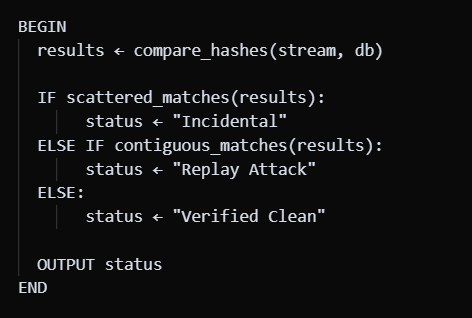 BEGIN
results ← compare_hashes(stream, db)
IF scattered_matches(results):
status ← "Incidental"
ELSE IF contiguous_matches(results):
status ← "Replay Attack"
ELSE:
status ← "Verified Clean"
OUTPUT status
END